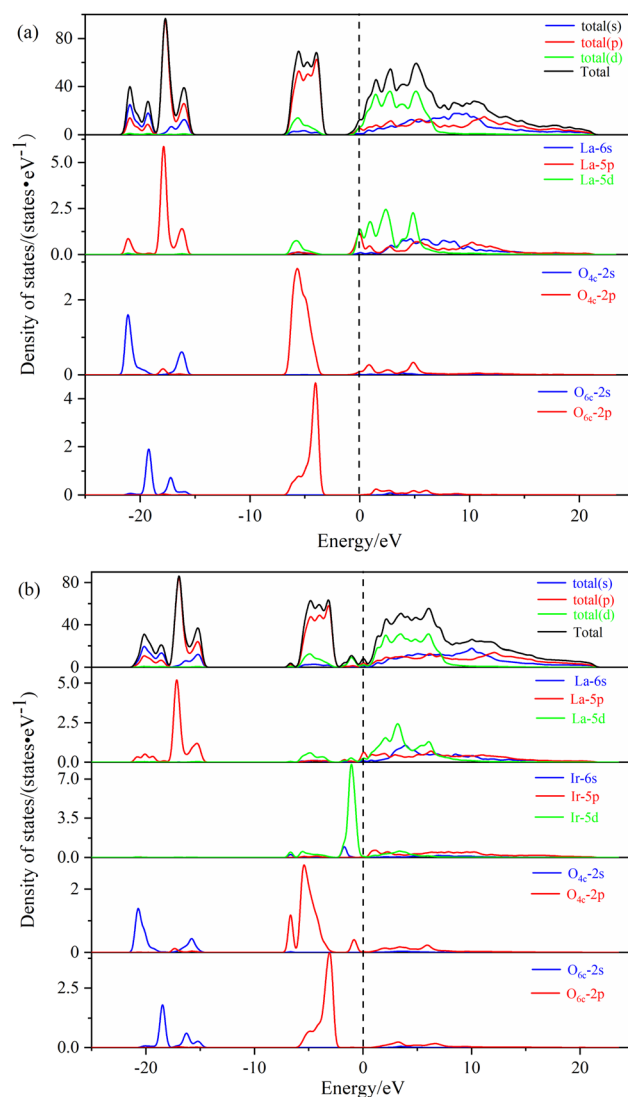 (a)
total(s)
total(p)
total(d)
Total
80
40
0
La-6s
La-5p
La-5d
5.0
2.5
0.0
O₄c-2s
O₄c-2p
2
0
O₆c-2s
O₆c-2p
4
2
0
-20 -10 0 10 20
Energy/eV
Density of states/(states•eV⁻¹)
(b)
total(s)
total(p)
total(d)
Total
80
40
0
La-6s
La-5p
La-5d
5.0
2.5
0.0
Ir-6s
Ir-5p
Ir-5d
7.0
3.5
0.0
O₄c-2s
O₄c-2p
2
0
O₆c-2s
O₆c-2p
2.5
0.0
-20 -10 0 10 20
Energy/eV
Density of states/(states•eV⁻¹)